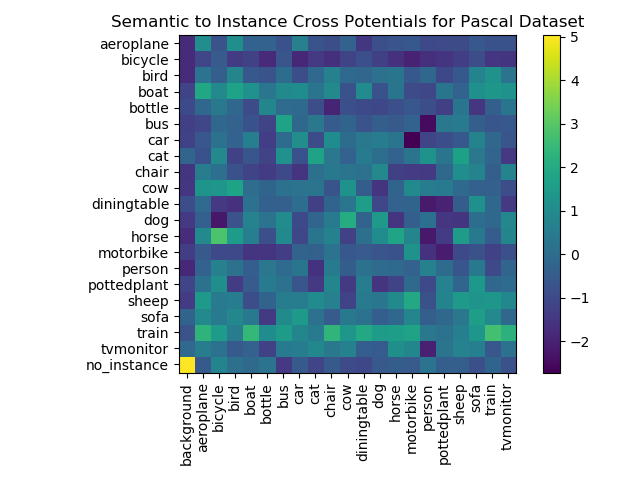 Semantic to Instance Cross Potentials for Pascal Dataset
aeroplane
bicycle
bird
boat
bottle
bus
car
cat
chair
cow
diningtable
dog
horse
motorbike
person
pottedplant
sheep
sofa
train
tvmonitor
no_instance
background
aeroplane
bicycle
bird
boat
bottle
bus
car
cat
chair
cow
diningtable
dog
horse
motorbike
person
pottedplant
sheep
sofa
train
tvmonitor
5
4
3
2
1
0
−1
−2